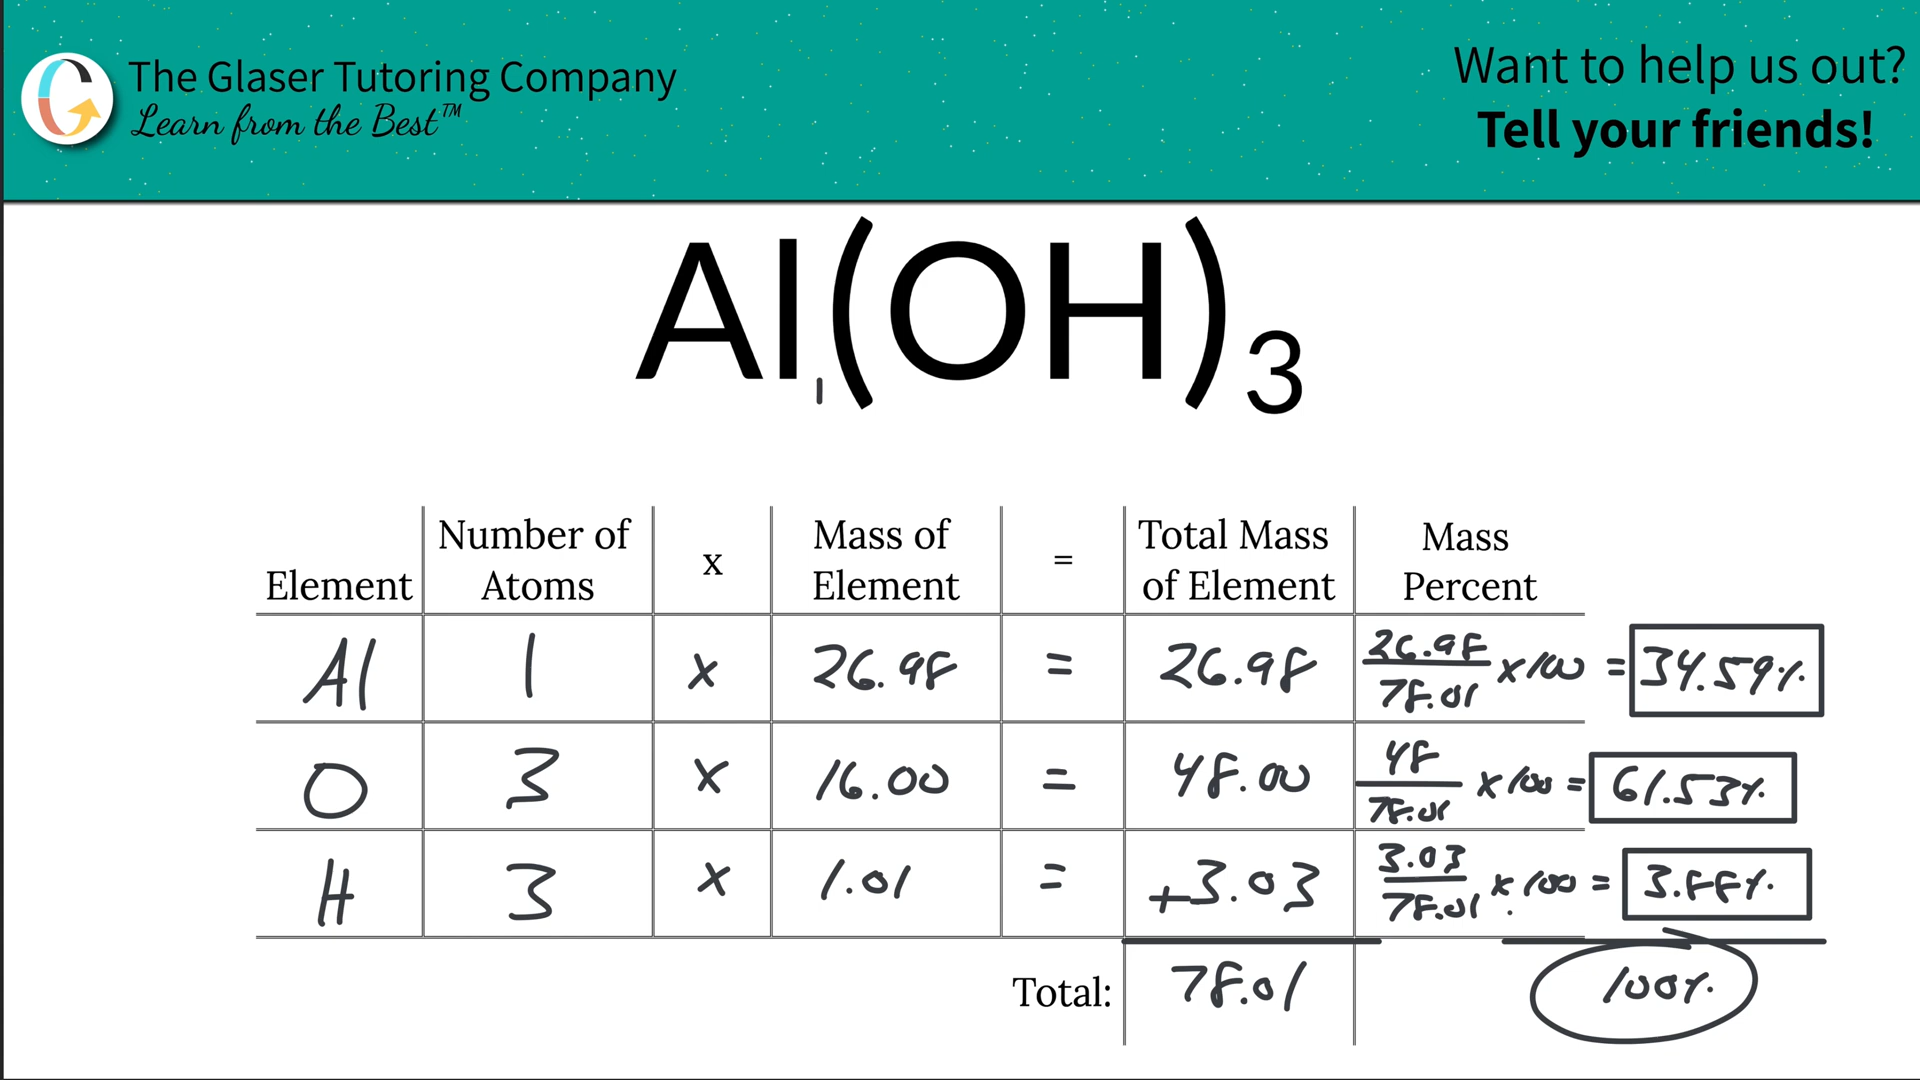 The Glaser Tutoring Company
Learn from the Best™
Want to help us out?
Tell your friends!
Al₁(OH)₃
Element Number of Atoms x Mass of Element = Total Mass of Element Mass Percent
Al 1 x 26.98 = 26.98 26.98/78.01 x100 = 34.59%
O 3 x 16.00 = 48.00 48/78.01 x100 = 61.53%
H 3 x 1.01 = +3.03 3.03/78.01 x100 = 3.88%
Total: 78.01 100%